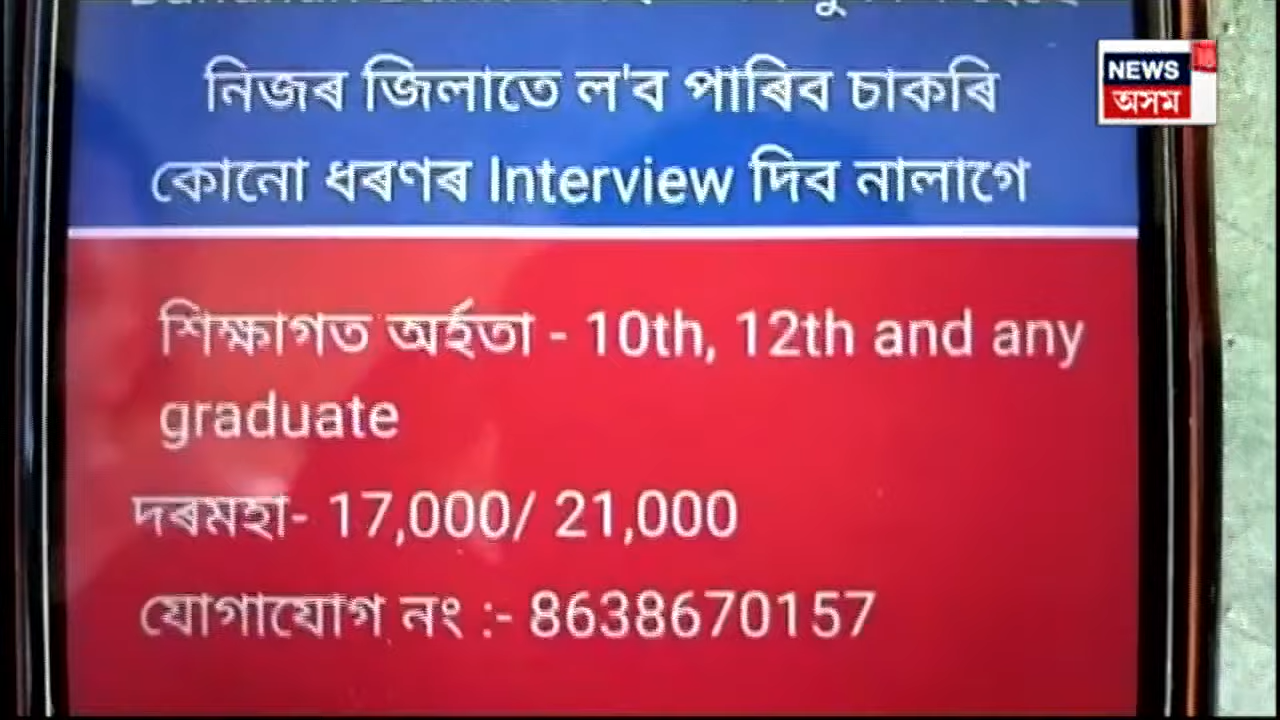 নিজৰ জিলাতে ল'ব পাৰিব চাকৰি
কোনো ধৰণৰ Interview দিব নালাগে
শিক্ষাগত অৰ্হতা - 10th, 12th and any
graduate
দৰমহা- 17,000/ 21,000
যোগাযোগ নং :- 8638670157
NEWS 18
অসম